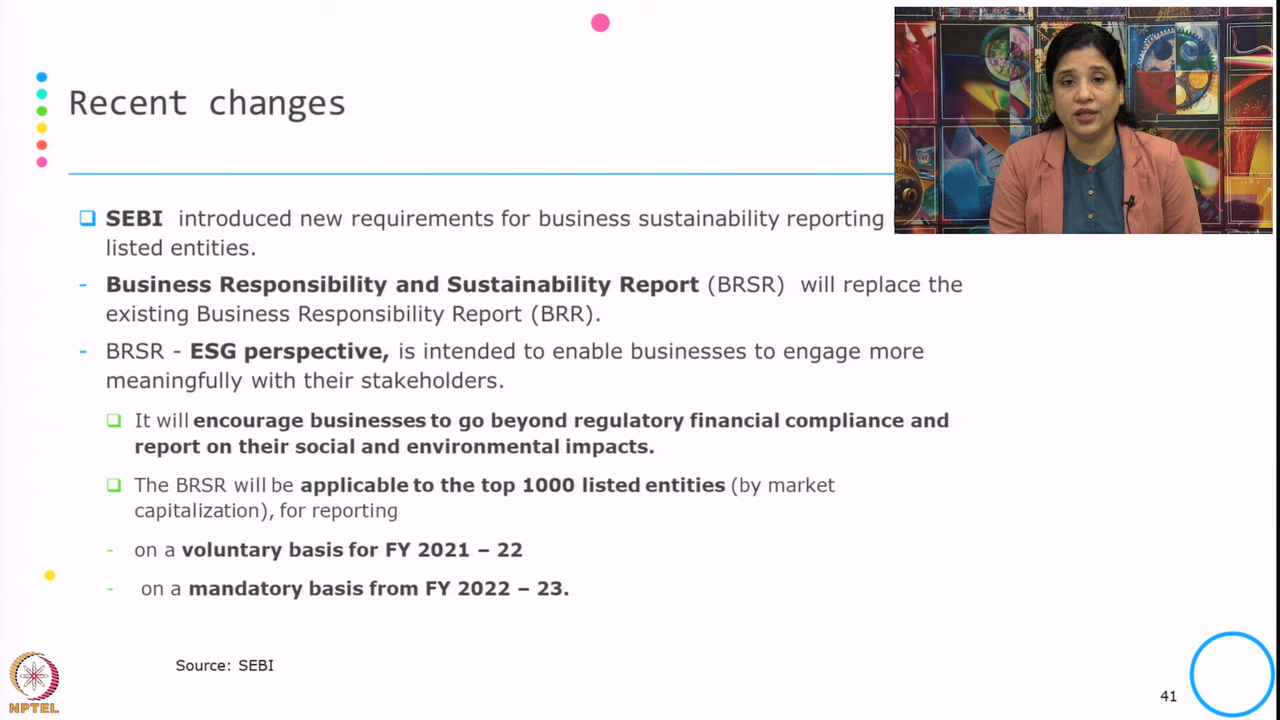 Recent changes
❑ SEBI introduced new requirements for business sustainability reporting
listed entities.
- Business Responsibility and Sustainability Report (BRSR) will replace the
existing Business Responsibility Report (BRR).
- BRSR - ESG perspective, is intended to enable businesses to engage more
meaningfully with their stakeholders.
❑ It will encourage businesses to go beyond regulatory financial compliance and
report on their social and environmental impacts.
❑ The BRSR will be applicable to the top 1000 listed entities (by market
capitalization), for reporting
- on a voluntary basis for FY 2021 – 22
- on a mandatory basis from FY 2022 – 23.
Source: SEBI
NPTEL
41